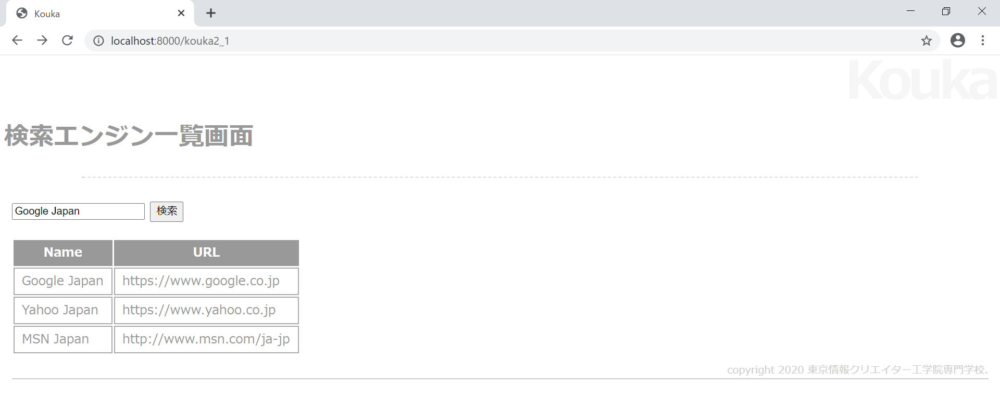 Kouka
localhost:8000/kouka2_1
Kouka
検索エンジン一覧画面
Google Japan 検索
Name URL
Google Japan https://www.google.co.jp
Yahoo Japan https://www.yahoo.co.jp
MSN Japan http://www.msn.com/ja-jp
copyright 2020 東京情報クリエイター工学院専門学校.